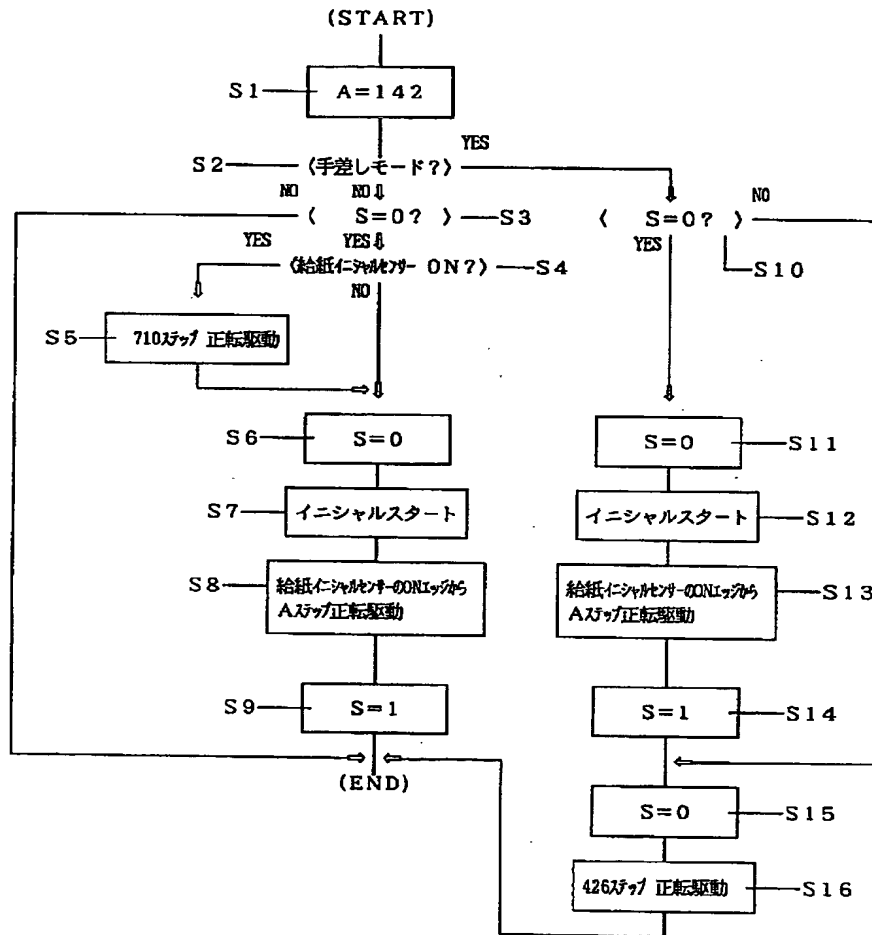 (START)
S1 A=142
YES
S2 〈手差しモード?〉
NO NO NO
〈 S=0? 〉 S3 〈 S=0? 〉
YES YES YES
〈給紙イニシャルセンサー ON?〉 S4 S10
NO
S5 710ステップ 正転駆動
S6 S=0 S=0 S11
S7 イニシャルスタート イニシャルスタート S12
S8 給紙イニシャルセンサーのONエッジから
Aステップ正転駆動
給紙イニシャルセンサーのONエッジから S13
Aステップ正転駆動
S9 S=1 S=1 S14
(END)
S=0 S15
426ステップ 正転駆動 S16